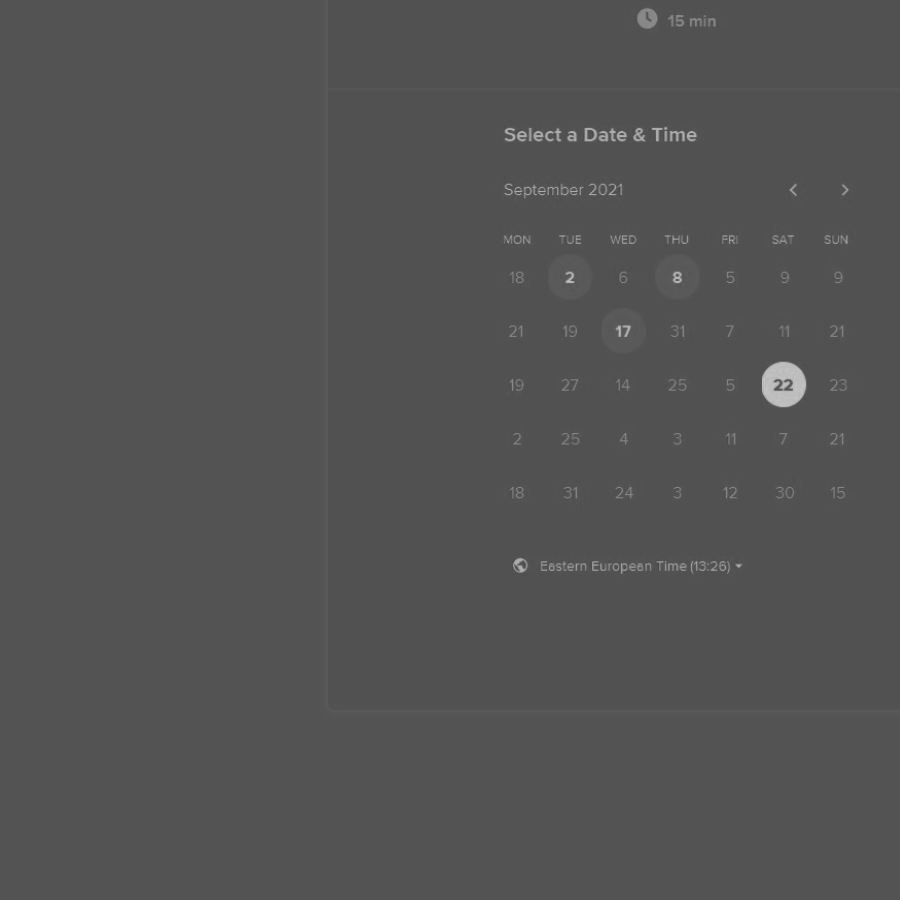 15 min
Select a Date & Time
September 2021
MON TUE WED THU FRI SAT SUN
18 2 6 8 5 9 9
21 19 17 31 7 11 21
19 27 14 25 5 22 23
2 25 4 3 11 7 21
18 31 24 3 12 30 15
Eastern European Time (13:26)